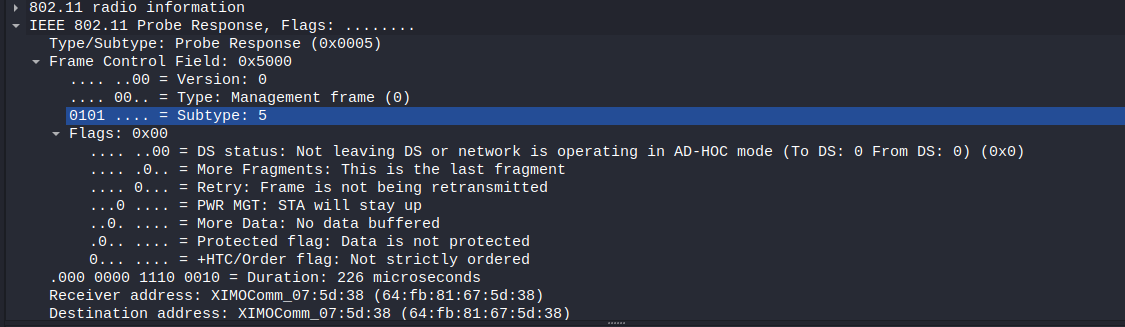 802.11 radio information
IEEE 802.11 Probe Response, Flags: ........
Type/Subtype: Probe Response (0x0005)
Frame Control Field: 0x5000
.... ..00 = Version: 0
.... 00.. = Type: Management frame (0)
0101 .... = Subtype: 5
Flags: 0x00
.... ..00 = DS status: Not leaving DS or network is operating in AD-HOC mode (To DS: 0 From DS: 0) (0x0)
.... .0.. = More Fragments: This is the last fragment
.... 0... = Retry: Frame is not being retransmitted
...0 .... = PWR MGT: STA will stay up
..0. .... = More Data: No data buffered
.0.. .... = Protected flag: Data is not protected
0... .... = +HTC/Order flag: Not strictly ordered
.000 0000 1110 0010 = Duration: 226 microseconds
Receiver address: XIMOComm_07:5d:38 (64:fb:81:67:5d:38)
Destination address: XIMOComm_07:5d:38 (64:fb:81:67:5d:38)